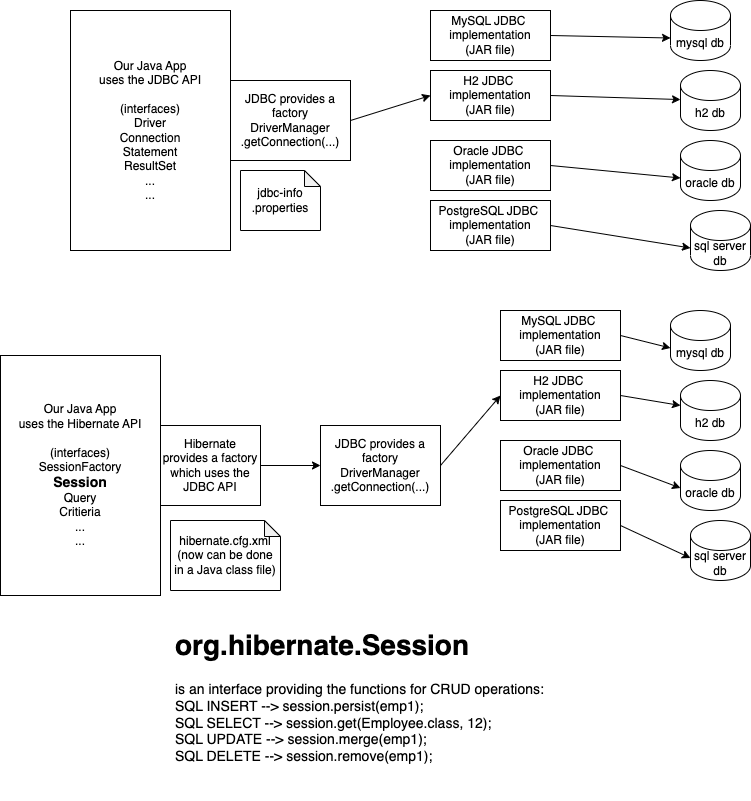 Our Java App
uses the JDBC API
(interfaces)
Driver
Connection
Statement
ResultSet
...
...
JDBC provides a
factory
DriverManager
.getConnection(...)
jdbc-info
.properties
MySQL JDBC
implementation
(JAR file)
H2 JDBC
implementation
(JAR file)
Oracle JDBC
implementation
(JAR file)
PostgreSQL JDBC
implementation
(JAR file)
mysql db
h2 db
oracle db
sql server
db
Our Java App
uses the Hibernate API
(interfaces)
SessionFactory
Session
Query
Critieria
...
...
Hibernate
provides a factory
which uses the
JDBC API
hibernate.cfg.xml
(now can be done
in a Java class file)
JDBC provides a
factory
DriverManager
.getConnection(...)
MySQL JDBC
implementation
(JAR file)
H2 JDBC
implementation
(JAR file)
Oracle JDBC
implementation
(JAR file)
PostgreSQL JDBC
implementation
(JAR file)
mysql db
h2 db
oracle db
sql server
db
org.hibernate.Session
is an interface providing the functions for CRUD operations:
SQL INSERT --> session.persist(emp1);
SQL SELECT --> session.get(Employee.class, 12);
SQL UPDATE --> session.merge(emp1);
SQL DELETE --> session.remove(emp1);